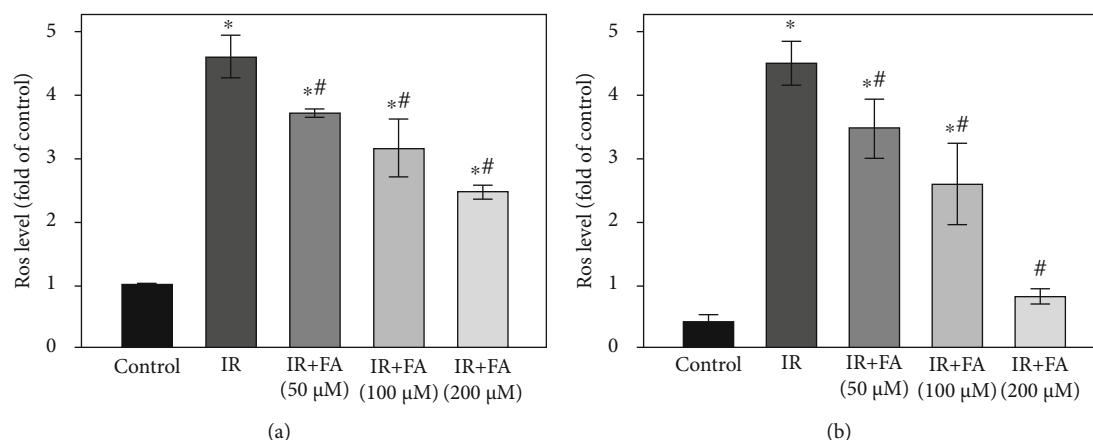 Ros level (fold of control)
5
4
3
2
1
0
*
*#
*#
*#
Control
IR
IR+FA
(50 μM)
IR+FA
(100 μM)
IR+FA
(200 μM)
(a)
Ros level (fold of control)
5
4
3
2
1
0
*
*#
*#
#
Control
IR
IR+FA
(50 μM)
IR+FA
(100 μM)
IR+FA
(200 μM)
(b)